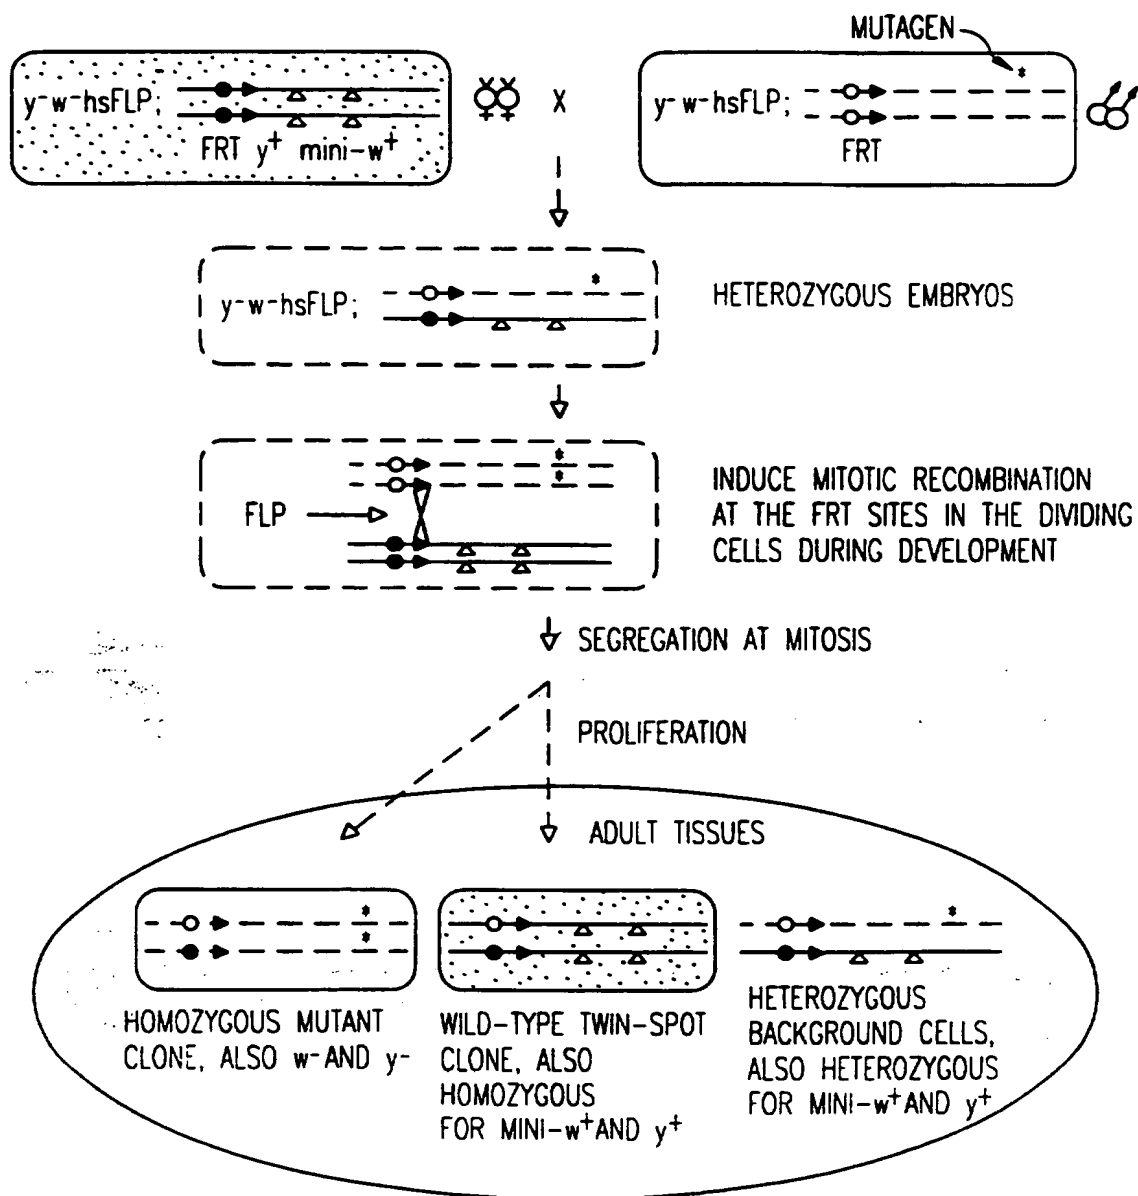 MUTAGEN
*
y-w-hsFLP;
FRT y+ mini-w+
X
y-w-hsFLP;
FRT
y-w-hsFLP;
*
HETEROZYGOUS EMBRYOS
*
*
FLP
INDUCE MITOTIC RECOMBINATION
AT THE FRT SITES IN THE DIVIDING
CELLS DURING DEVELOPMENT
SEGREGATION AT MITOSIS
PROLIFERATION
ADULT TISSUES
*
*
HOMOZYGOUS MUTANT
CLONE, ALSO w-AND y-
WILD-TYPE TWIN-SPOT
CLONE, ALSO
HOMOZYGOUS
FOR MINI-w+AND y+
*
HETEROZYGOUS
BACKGROUND CELLS,
ALSO HETEROZYGOUS
FOR MINI-w+AND y+